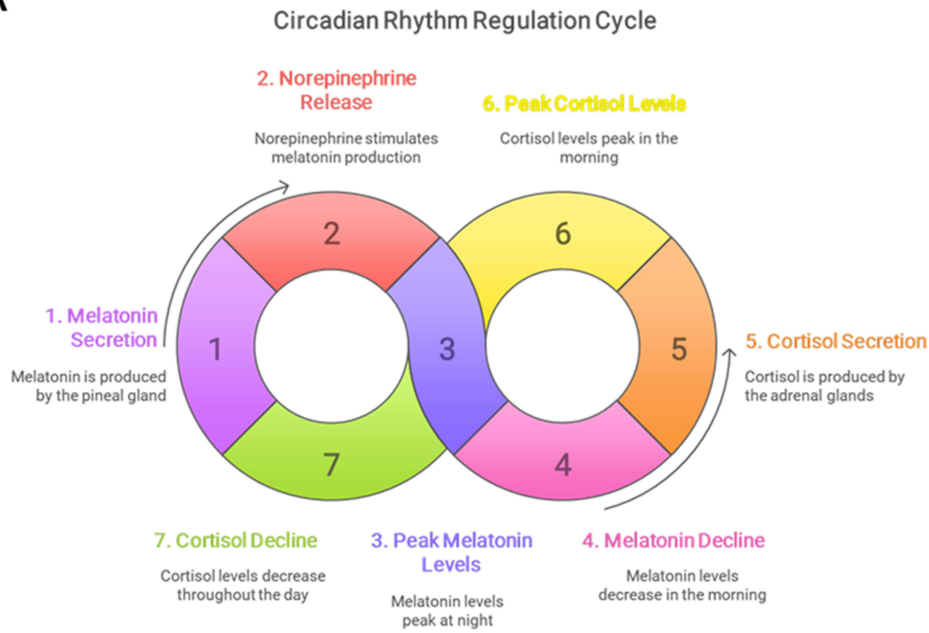 A
Circadian Rhythm Regulation Cycle
2. Norepinephrine
Release
Norepinephrine stimulates
melatonin production
6. Peak Cortisol Levels
Cortisol levels peak in the
morning
2
6
1. Melatonin
Secretion
Melatonin is produced
by the pineal gland
1
3
5
5. Cortisol Secretion
Cortisol is produced by
the adrenal glands
7
4
7. Cortisol Decline
Cortisol levels decrease
throughout the day
3. Peak Melatonin
Levels
Melatonin levels
peak at night
4. Melatonin Decline
Melatonin levels
decrease in the morning